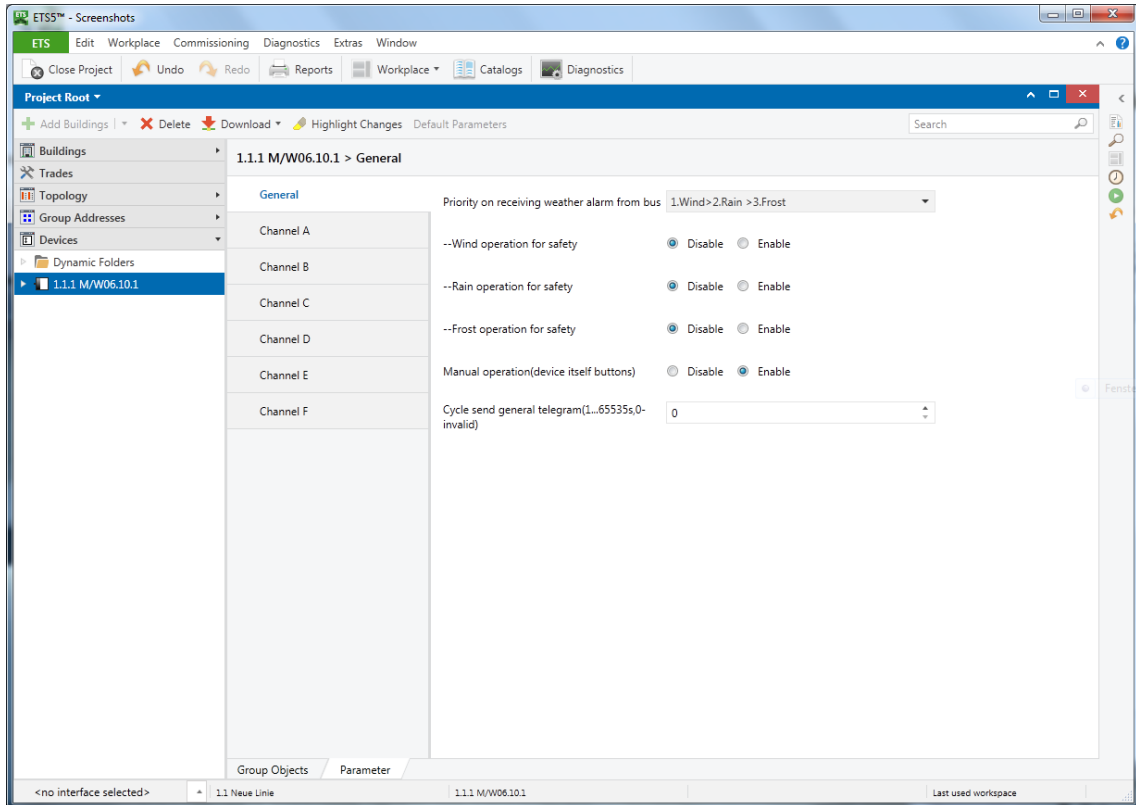 ETS5™ - Screenshots
ETS Edit Workplace Commissioning Diagnostics Extras Window
Close Project Undo Redo Reports Workplace Catalogs Diagnostics
Project Root
Add Buildings Delete Download Highlight Changes Default Parameters Search
Buildings
Trades
Topology
Group Addresses
Devices
Dynamic Folders
1.1.1 M/W06.10.1
1.1.1 M/W06.10.1 > General
General
Channel A
Channel B
Channel C
Channel D
Channel E
Channel F
Priority on receiving weather alarm from bus 1.Wind>2.Rain >3.Frost
--Wind operation for safety Disable Enable
--Rain operation for safety Disable Enable
--Frost operation for safety Disable Enable
Manual operation(device itself buttons) Disable Enable
Cycle send general telegram(1...65535s,0-
invalid) 0
Fenste
Group Objects Parameter
<no interface selected> 1.1 Neue Linie 1.1.1 M/W06.10.1 Last used workspace